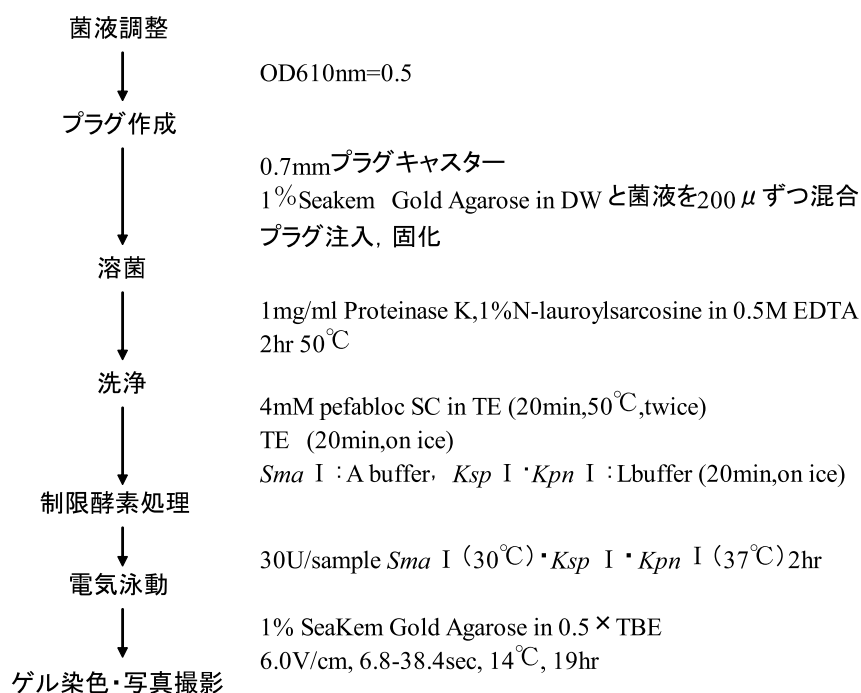 菌液調整
OD610nm=0.5
プラグ作成
0.7mmプラグキャスター
1%Seakem Gold Agarose in DWと菌液を200μずつ混合
プラグ注入，固化
溶菌
1mg/ml Proteinase K,1%N-lauroylsarcosine in 0.5M EDTA
2hr 50℃
洗浄
4mM pefabloc SC in TE (20min,50℃,twice)
TE (20min,on ice)
Sma Ⅰ：A buffer，Ksp Ⅰ・Kpn Ⅰ：Lbuffer (20min,on ice)
制限酵素処理
30U/sample Sma Ⅰ（30℃）・Ksp Ⅰ・Kpn Ⅰ（37℃）2hr
電気泳動
1% SeaKem Gold Agarose in 0.5×TBE
6.0V/cm, 6.8-38.4sec, 14℃, 19hr
ゲル染色・写真撮影